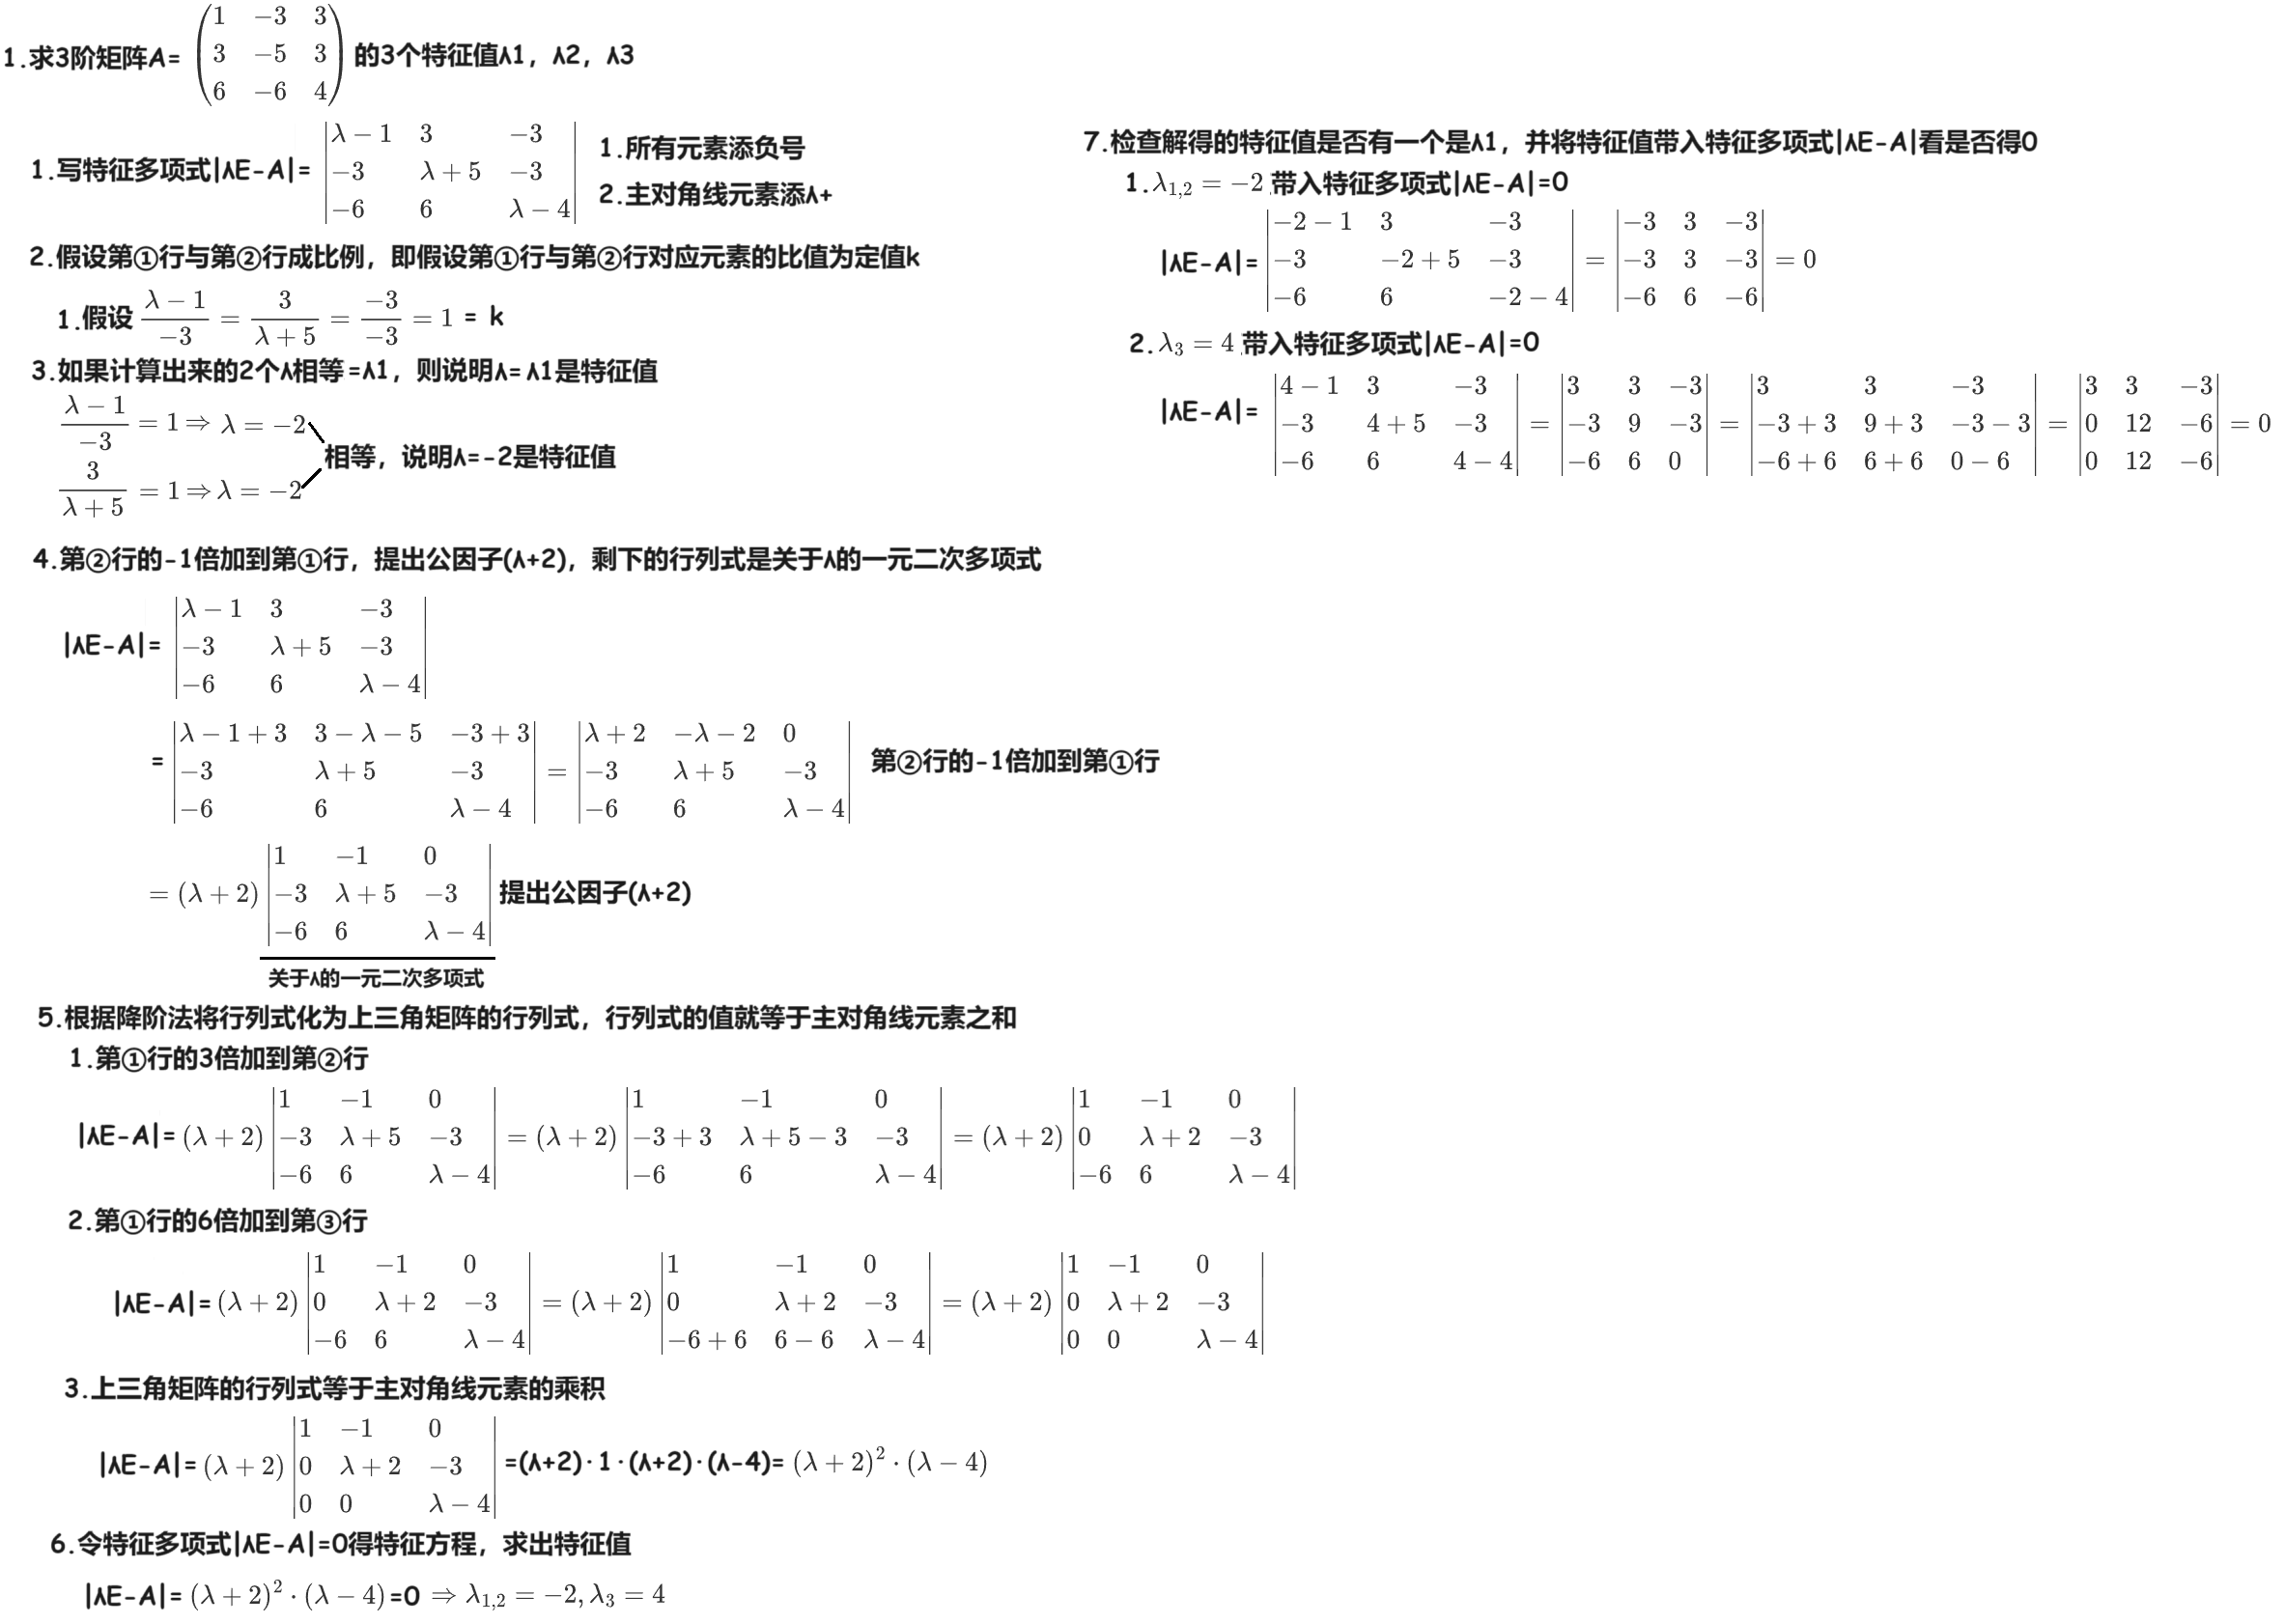 1.求3阶矩阵A= $\begin{pmatrix}1 & -3 & 3\\3 & -5 & 3\\6 & -6 & 4\end{pmatrix}$ 的3个特征值λ1，λ2，λ3
1.写特征多项式|λE-A|= $\begin{vmatrix}\lambda-1 & 3 & -3\\-3 & \lambda+5 & -3\\-6 & 6 & \lambda-4\end{vmatrix}$
1.所有元素添负号
2.主对角线元素添λ+
2.假设第①行与第②行成比例，即假设第①行与第②行对应元素的比值为定值k
1.假设 $\frac{\lambda-1}{-3}=\frac{3}{\lambda+5}=\frac{-3}{-3}=1$ = k
3.如果计算出来的2个λ相等=λ1，则说明λ=λ1是特征值
$\frac{\lambda-1}{-3}=1\Rightarrow\lambda=-2$
相等，说明λ=-2是特征值
$\frac{3}{\lambda+5}=1\Rightarrow\lambda=-2$
4.第②行的-1倍加到第①行，提出公因子(λ+2)，剩下的行列式是关于λ的一元二次多项式
|λE-A|= $\begin{vmatrix}\lambda-1 & 3 & -3\\-3 & \lambda+5 & -3\\-6 & 6 & \lambda-4\end{vmatrix}$
= $\begin{vmatrix}\lambda-1+3 & 3-\lambda-5 & -3+3\\-3 & \lambda+5 & -3\\-6 & 6 & \lambda-4\end{vmatrix}=\begin{vmatrix}\lambda+2 & -\lambda-2 & 0\\-3 & \lambda+5 & -3\\-6 & 6 & \lambda-4\end{vmatrix}$ 第②行的-1倍加到第①行
$=(\lambda+2)\begin{vmatrix}1 & -1 & 0\\-3 & \lambda+5 & -3\\-6 & 6 & \lambda-4\end{vmatrix}$ 提出公因子(λ+2)
关于λ的一元二次多项式
5.根据降阶法将行列式化为上三角矩阵的行列式，行列式的值就等于主对角线元素之和
1.第①行的3倍加到第②行
|λE-A|= $(\lambda+2)\begin{vmatrix}1 & -1 & 0\\-3 & \lambda+5 & -3\\-6 & 6 & \lambda-4\end{vmatrix}=(\lambda+2)\begin{vmatrix}1 & -1 & 0\\-3+3 & \lambda+5-3 & -3\\-6 & 6 & \lambda-4\end{vmatrix}=(\lambda+2)\begin{vmatrix}1 & -1 & 0\\0 & \lambda+2 & -3\\-6 & 6 & \lambda-4\end{vmatrix}$
2.第①行的6倍加到第③行
|λE-A|= $(\lambda+2)\begin{vmatrix}1 & -1 & 0\\0 & \lambda+2 & -3\\-6 & 6 & \lambda-4\end{vmatrix}=(\lambda+2)\begin{vmatrix}1 & -1 & 0\\0 & \lambda+2 & -3\\-6+6 & 6-6 & \lambda-4\end{vmatrix}=(\lambda+2)\begin{vmatrix}1 & -1 & 0\\0 & \lambda+2 & -3\\0 & 0 & \lambda-4\end{vmatrix}$
3.上三角矩阵的行列式等于主对角线元素的乘积
|λE-A|= $(\lambda+2)\begin{vmatrix}1 & -1 & 0\\0 & \lambda+2 & -3\\0 & 0 & \lambda-4\end{vmatrix}$ =(λ+2)·1·(λ+2)·(λ-4)= $(\lambda+2)^2\cdot(\lambda-4)$
6.令特征多项式|λE-A|=0得特征方程，求出特征值
|λE-A|= $(\lambda+2)^2\cdot(\lambda-4)$=0 $\Rightarrow\lambda_{1,2}=-2,\lambda_3=4$
7.检查解得的特征值是否有一个是λ1，并将特征值带入特征多项式|λE-A|看是否得0
1.$\lambda_{1,2}=-2$ 带入特征多项式|λE-A|=0
|λE-A|= $\begin{vmatrix}-2-1 & 3 & -3\\-3 & -2+5 & -3\\-6 & 6 & -2-4\end{vmatrix}=\begin{vmatrix}-3 & 3 & -3\\-3 & 3 & -3\\-6 & 6 & -6\end{vmatrix}=0$
2.$\lambda_3=4$ 带入特征多项式|λE-A|=0
|λE-A|= $\begin{vmatrix}4-1 & 3 & -3\\-3 & 4+5 & -3\\-6 & 6 & 4-4\end{vmatrix}=\begin{vmatrix}3 & 3 & -3\\-3 & 9 & -3\\-6 & 6 & 0\end{vmatrix}=\begin{vmatrix}3 & 3 & -3\\-3+3 & 9+3 & -3-3\\-6+6 & 6+6 & 0-6\end{vmatrix}=\begin{vmatrix}3 & 3 & -3\\0 & 12 & -6\\0 & 12 & -6\end{vmatrix}=0$